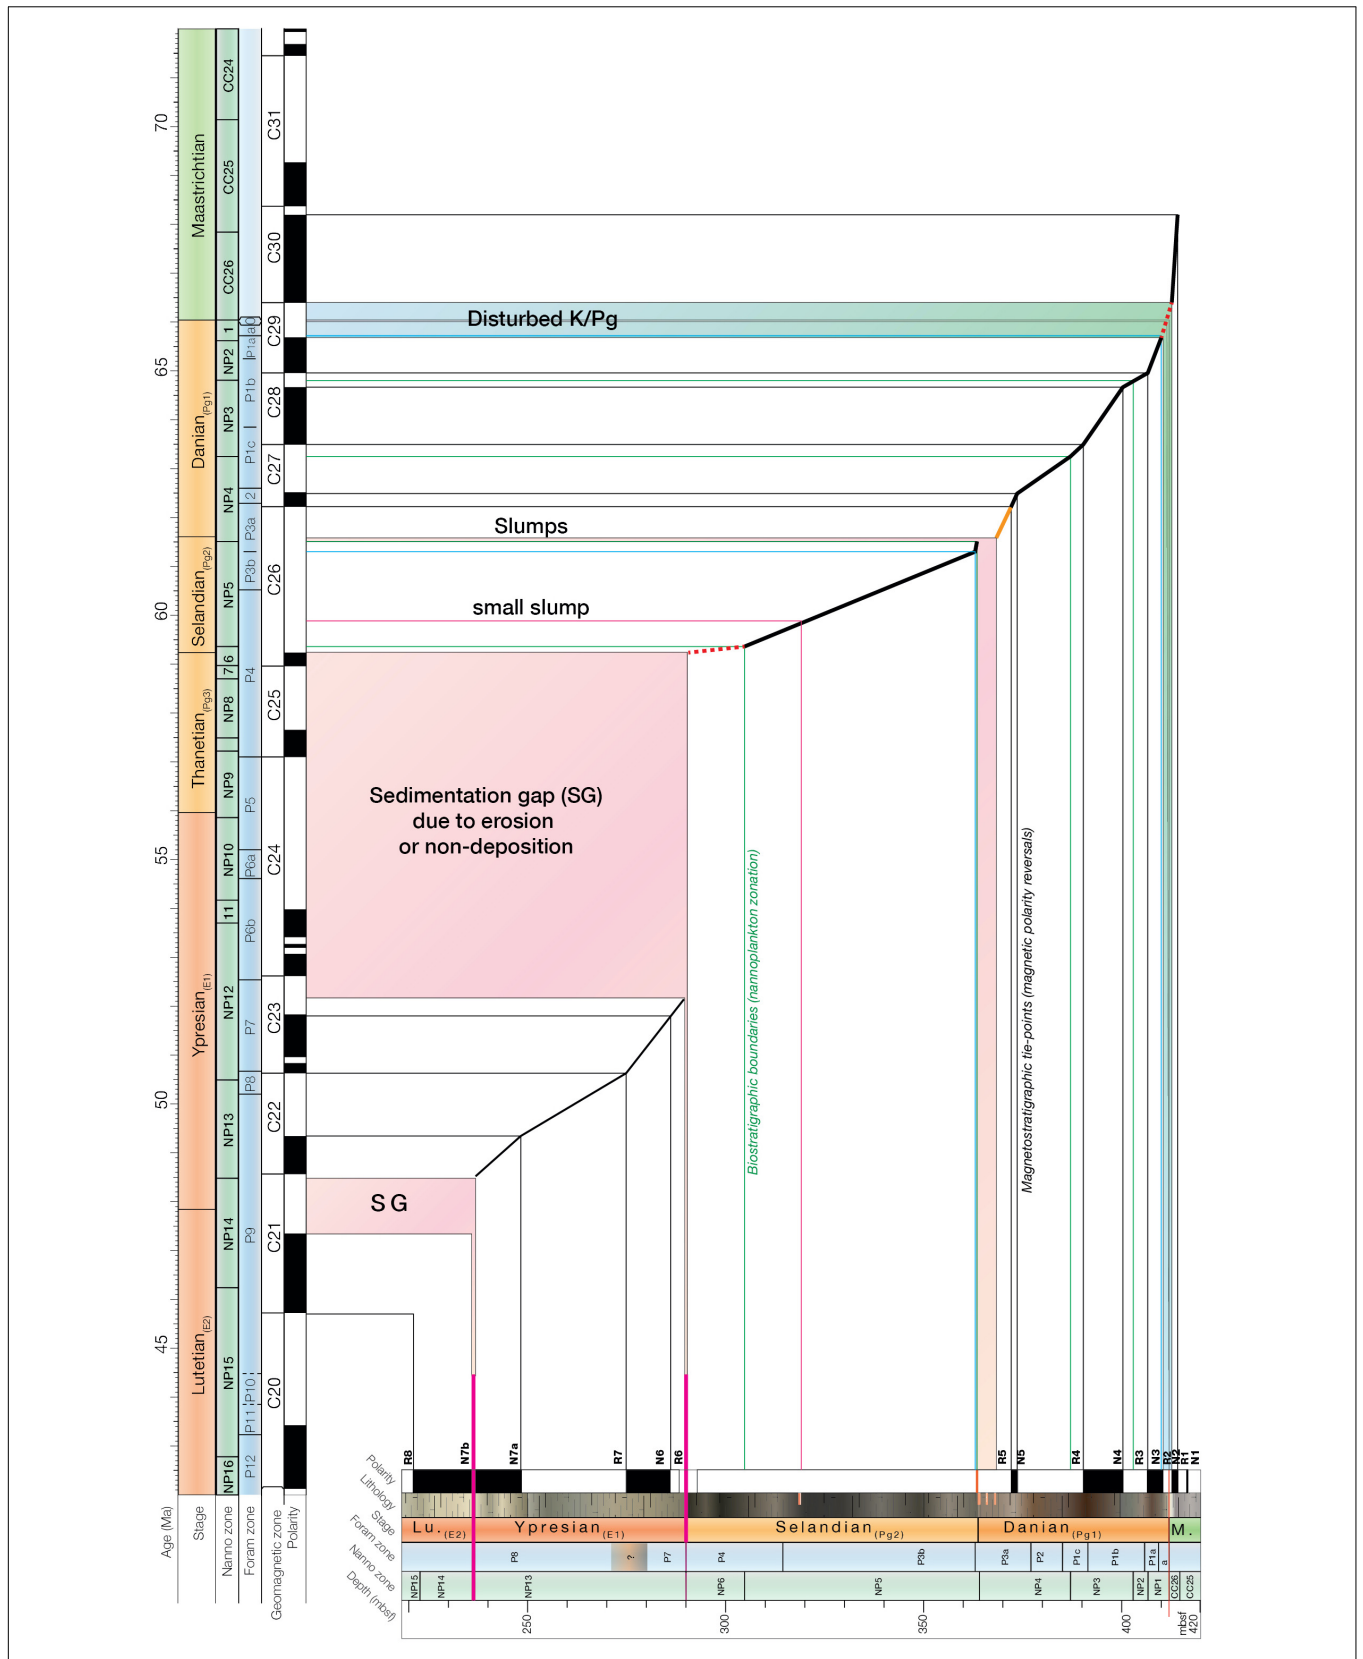 70
65
60
55
50
45
Age (Ma)
Maastrichtian
Danian(Pg1)
Selandian(Pg2)
Thanetian(Pg3)
Ypresian(E1)
Lutetian(E2)
Stage
CC24
CC25
CC26
1
NP2
NP3
NP4
NP5
6
7
NP8
NP9
NP10
11
NP12
NP13
NP14
NP15
NP16
Nanno zone
P1a
P1b
P1c
2
P3a
P3b
P4
P5
P6a
P6b
P7
P8
P9
P10
P11
P12
Foram zone
C31
C30
C29
C28
C27
C26
C25
C24
C23
C22
C21
C20
Geomagnetic zone
Polarity
Disturbed K/Pg
Slumps
small slump
Sedimentation gap (SG)
due to erosion
or non-deposition
SG
Biostratigraphic boundaries (nannoplankton zonation)
Magnetostratigraphic tie-points (magnetic polarity reversals)
R8
N7b
N7a
R7
N6
R6
R5
N5
R4
N4
R3
N3
R2
N2
R1
N1
Polarity
Lithology
Stage
Foram zone
Nanno zone
Depth (mbsf)
Lu.(E2)
Ypresian(E1)
Selandian(Pg2)
Danian(Pg1)
M.
P8
?
P7
P4
P3b
P3a
P2
P1c
P1b
P1a
a
NP15
NP14
NP13
NP6
NP5
NP4
NP3
NP2
NP1
CC26
CC25
250
300
350
400
mbsf
420